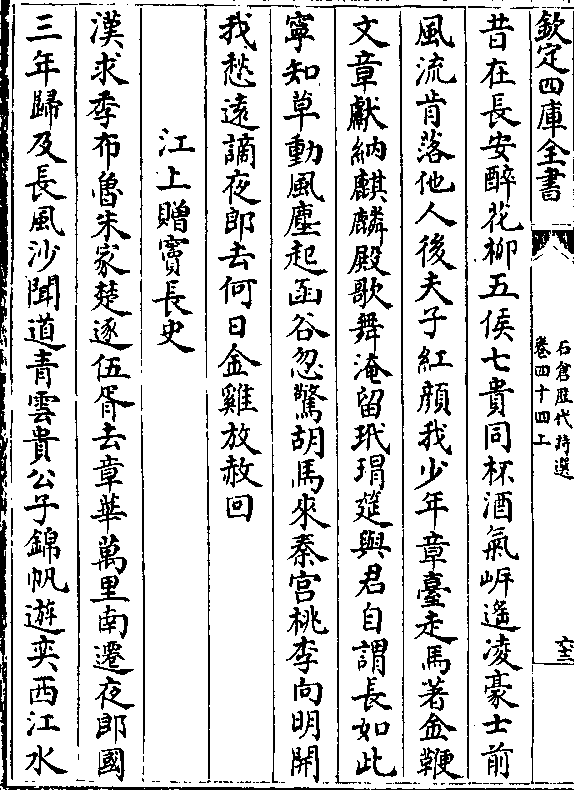 欽定四庫全書
石倉歴代詩選
卷四十四上
六三
昔在長安醉花柳五侯七貴同杯酒氣岍遙凌豪士前
風流肯落他人後夫子紅顔我少年章臺走馬著金鞭
文章獻納麒麟殿歌舞淹留玳瑁筵與君自謂長如此
寧知草動風塵起函谷忽驚胡馬來秦宫桃李向明開
我愁遠謫夜郎去何日金雞放赦回
江上贈竇長史
漢求季布魯朱家楚逐伍胥去章華萬里南遷夜郎國
三年歸及長風沙聞道青雲貴公子錦帆遊奕西江水